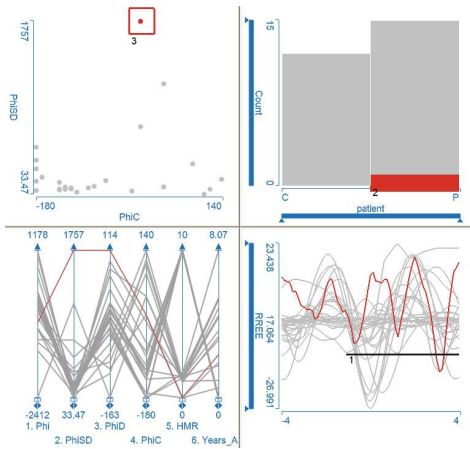 1757
PhiSD
33.47
3
-180
140
PhiC
15
Count
0
C
2
P
patient
1178
1757
114
140
10
8.07
-2412
33.47
-163
-180
0
0
1. Phi
3. PhiD
5. HMR
2. PhiSD
4. PhiC
6. Years_A
23.438
17.064
RREE
-26.991
1
-4
4